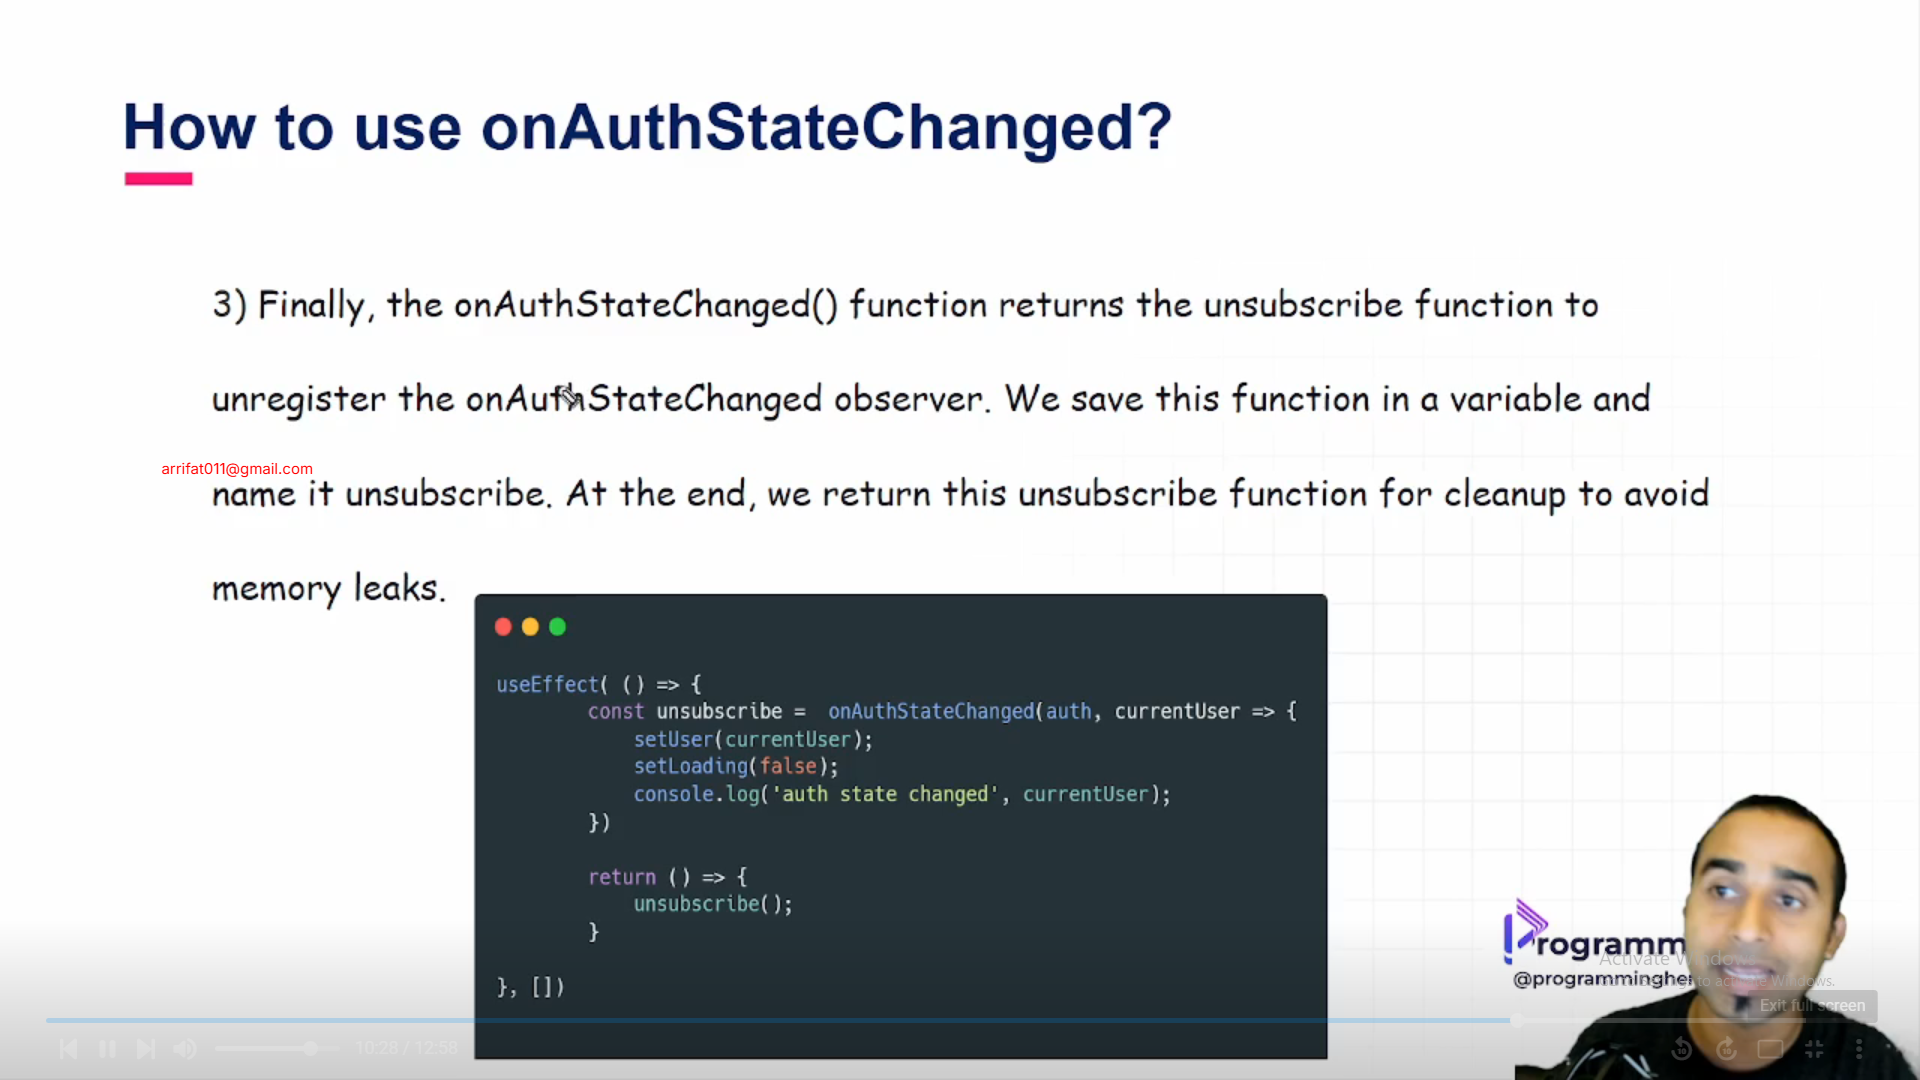 How to use onAuthStateChanged?
3) Finally, the onAuthStateChanged() function returns the unsubscribe function to
unregister the onAuthStateChanged observer. We save this function in a variable and
arrifat011@gmail.com
name it unsubscribe. At the end, we return this unsubscribe function for cleanup to avoid
memory leaks.
useEffect( () => {
const unsubscribe = onAuthStateChanged(auth, currentUser => {
setUser(currentUser);
setLoading(false);
console.log('auth state changed', currentUser);
})
return () => {
unsubscribe();
}
}, [])
Programm
Activate Windows
@programminghe
to activate Windows.
Exit full screen
10:28 / 12:58
10
10